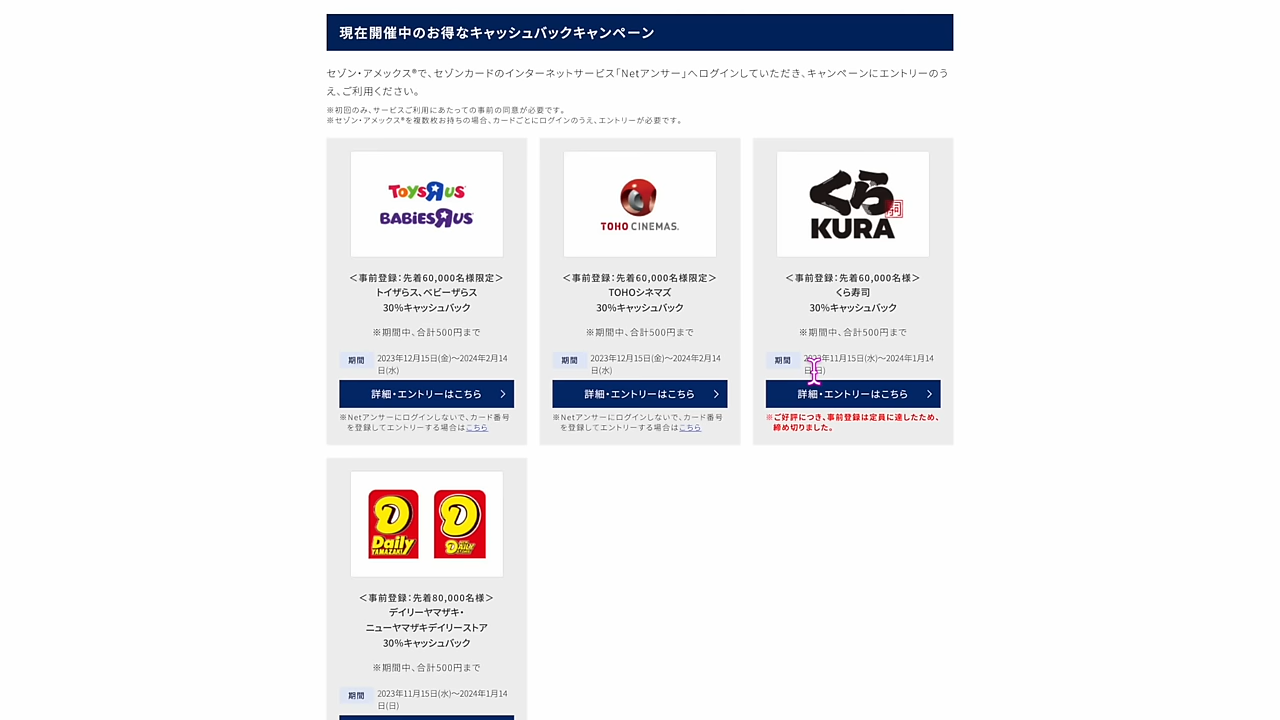 現在開催中のお得なキャッシュバックキャンペーン
セゾン・アメックス®で、セゾンカードのインターネットサービス「Netアンサー」へログインしていただき、キャンペーンにエントリーのう
え、ご利用ください。
※初回のみ、サービスご利用にあたっての事前の同意が必要です。
※セゾン・アメックス®を複数枚お持ちの場合、カードごとにログインのうえ、エントリーが必要です。
TOYS R US
BABIES R US
＜事前登録：先着60,000名様限定＞
トイザらス、ベビーザらス
30%キャッシュバック
※期間中、合計500円まで
期間
2023年12月15日(金)～2024年2月14
日(水)
詳細・エントリーはこちら
※Netアンサーにログインしないで、カード番号
を登録してエントリーする場合はこちら
TOHO CINEMAS.
＜事前登録：先着60,000名様限定＞
TOHOシネマズ
30%キャッシュバック
※期間中、合計500円まで
期間
2023年12月15日(金)～2024年2月14
日(水)
詳細・エントリーはこちら
※Netアンサーにログインしないで、カード番号
を登録してエントリーする場合はこちら
くら
KURA
＜事前登録：先着60,000名様＞
くら寿司
30%キャッシュバック
※期間中、合計500円まで
期間
2023年11月15日(水)～2024年1月14
日(日)
詳細・エントリーはこちら
※ご好評につき、事前登録は定員に達したため、
締め切りました。
Daily
YAMAZAKI
Daily
＜事前登録：先着80,000名様＞
デイリーヤマザキ・
ニューヤマザキデイリーストア
30%キャッシュバック
※期間中、合計500円まで
期間
2023年11月15日(水)～2024年1月14
日(日)